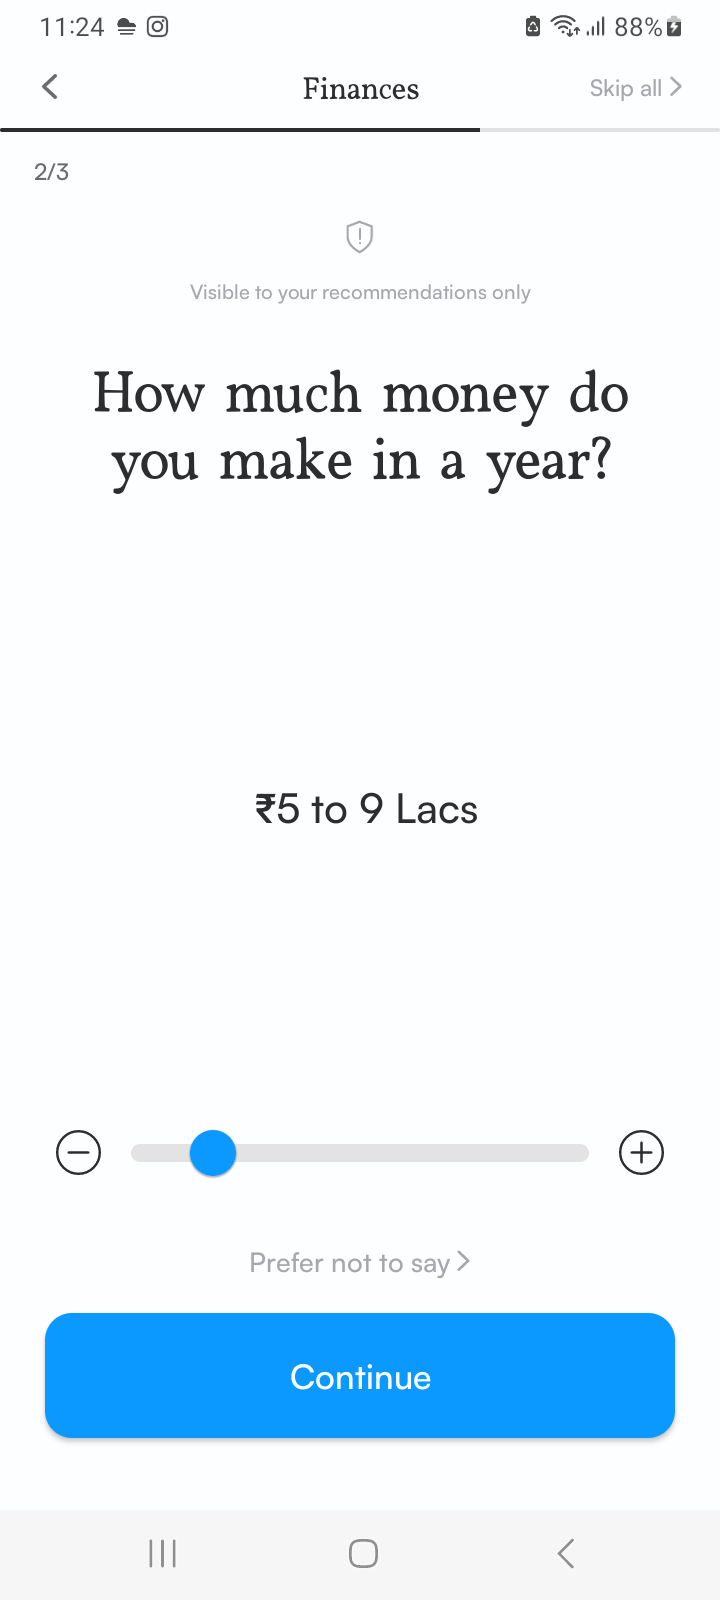 11:24
88%
Finances
Skip all
2/3
Visible to your recommendations only
How much money do
you make in a year?
₹5 to 9 Lacs
Prefer not to say
Continue